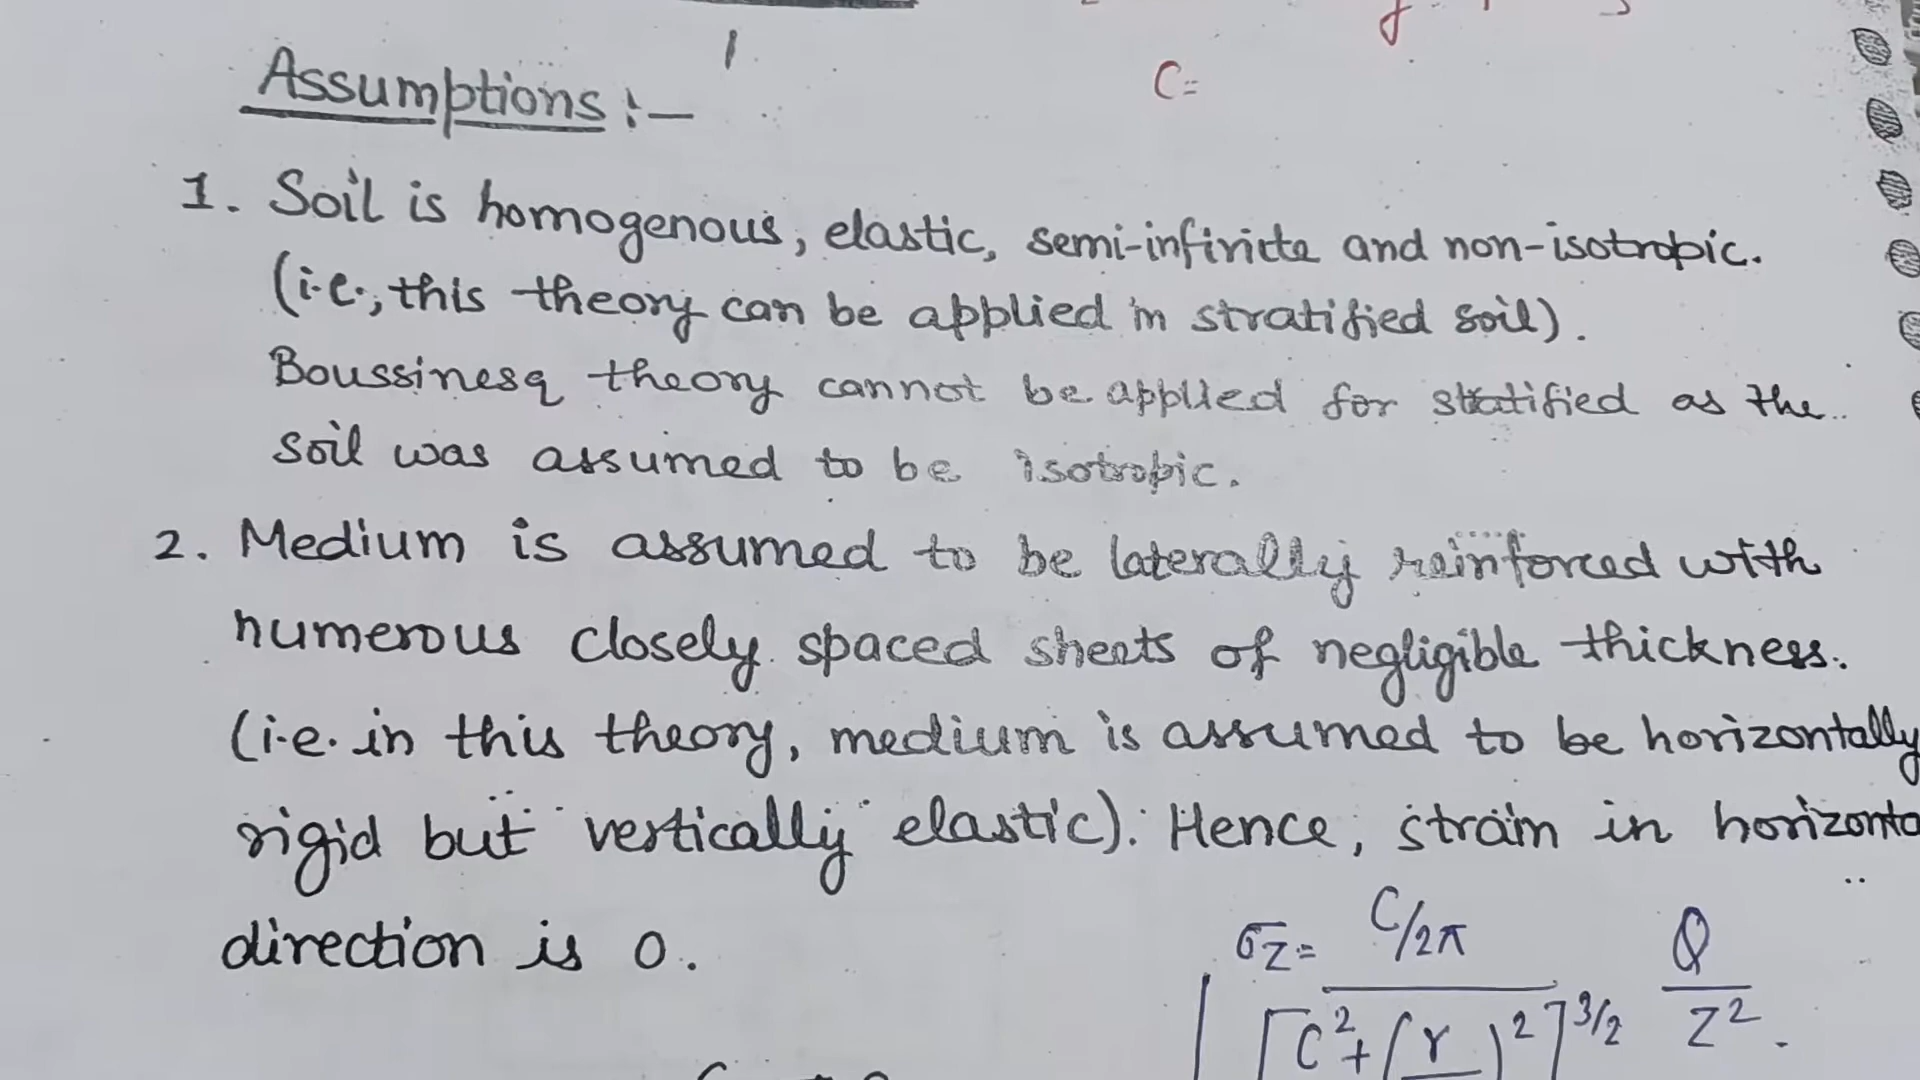 C=
Assumptions :-
1. Soil is homogenous, elastic, semi-infinite and non-isotropic.
(i.e., this theory can be applied in stratified soil).
Boussinesq theory cannot be applied for stratified as the
soil was assumed to be isotropic.
2. Medium is assumed to be laterally reinforced with
numerous closely spaced sheets of negligible thickness.
(i.e. in this theory, medium is assumed to be horizontally
rigid but vertically elastic). Hence, strain in horizonta
direction is 0.
σz = C/2π / [C² + (r )²]^3/2 Q/Z².